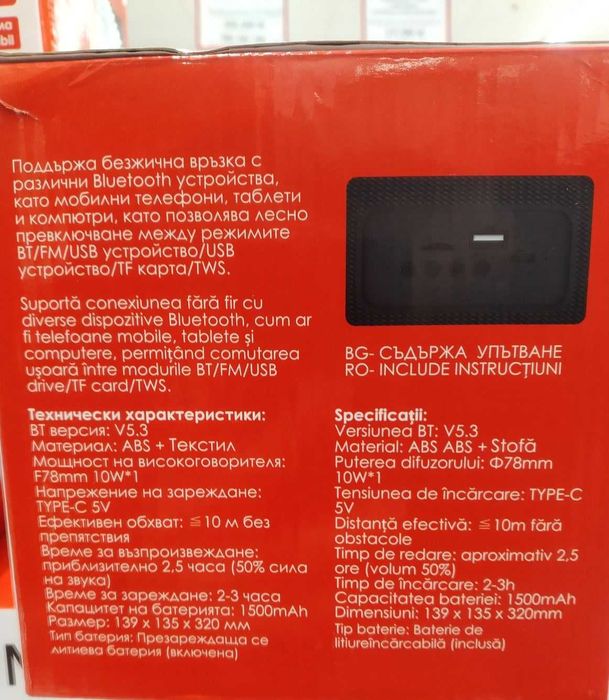 Поддържа безжична връзка с
различни Bluetooth устройства,
като мобилни телефони, таблети
и компютри, като позволява лесно
превключване между режимите
BT/FM/USB устройство/USB
устройство/TF карта/TWS.
Suportă conexiunea fără fir cu
diverse dispozitive Bluetooth, cum ar
fi telefoane mobile, tablete și
computere, permițând comutarea
ușoară între modurile BT/FM/USB
drive/TF card/TWS.
BG- СЪДЪРЖА УПЪТВАНЕ
RO- INCLUDE INSTRUCȚIUNI
Технически характеристики:
BT версия: V5.3
Материал: ABS + Текстил
Мощност на високоговорителя:
F78mm 10W*1
Напрежение на зареждане:
TYPE-C 5V
Ефективен обхват: ≦10 м без
препятствия
Време за възпроизвеждане:
приблизително 2,5 часа (50% сила
на звука)
Време за зареждане: 2-3 часа
Капацитет на батерията: 1500mAh
Размер: 139 x 135 x 320 мм
Тип батерия: Презареждаща се
литиева батерия (включена)
Specificații:
Versiunea BT: V5.3
Material: ABS ABS + Stofă
Puterea difuzorului: Ф78mm
10W*1
Tensiunea de încărcare: TYPE-C
5V
Distanță efectivă: ≦10m fără
obstacole
Timp de redare: aproximativ 2,5
ore (volum 50%)
Timp de încărcare: 2-3h
Capacitatea bateriei: 1500mAh
Dimensiuni: 139 x 135 x 320mm
Tip baterie: Baterie de
litiureîncărcabilă (inclusă)